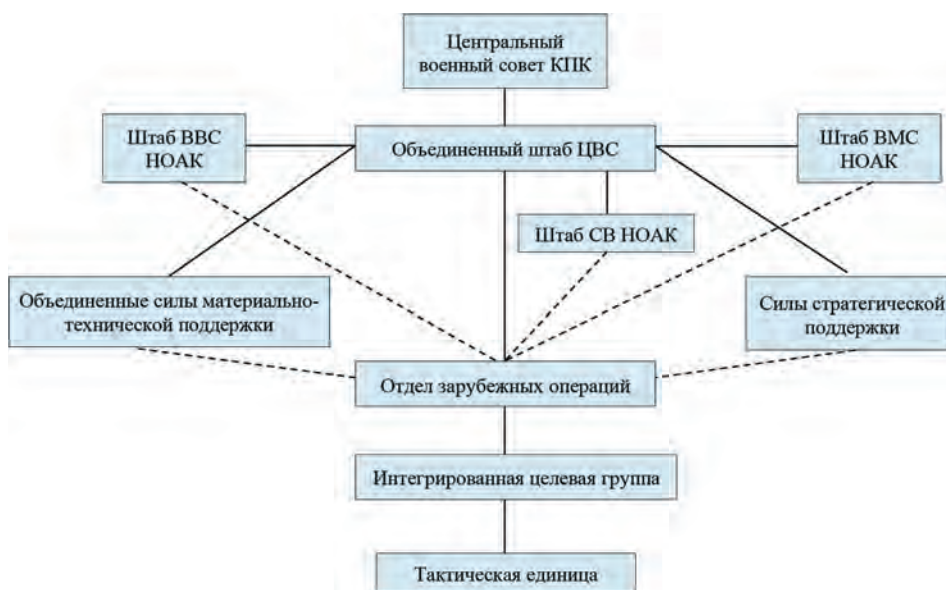 Центральный
военный совет КПК
Штаб ВВС
НОАК
Объединенный штаб ЦВС
Штаб ВМС
НОАК
Штаб СВ НОАК
Объединенные силы материально-
технической поддержки
Силы стратегической
поддержки
Отдел зарубежных операций
Интегрированная целевая группа
Тактическая единица